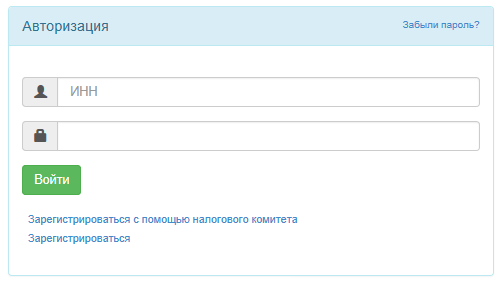 Авторизация
Забыли пароль?
ИНН
Войти
Зарегистрироваться с помощью налогового комитета
Зарегистрироваться